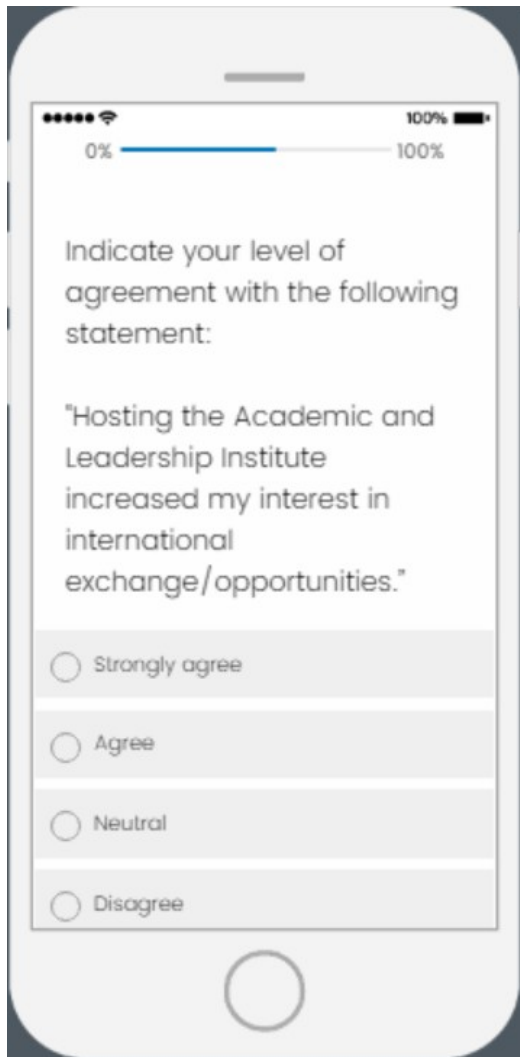 100%
0% 100%
Indicate your level of
agreement with the following
statement:
"Hosting the Academic and
Leadership Institute
increased my interest in
international
exchange/opportunities."
Strongly agree
Agree
Neutral
Disagree